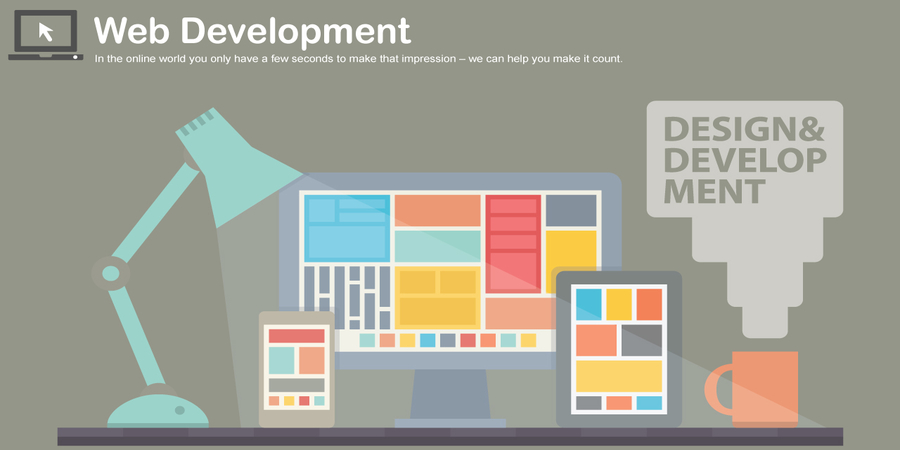 Web Development
In the online world you only have a few seconds to make that impression – we can help you make it count.
DESIGN&
DEVELOP
MENT